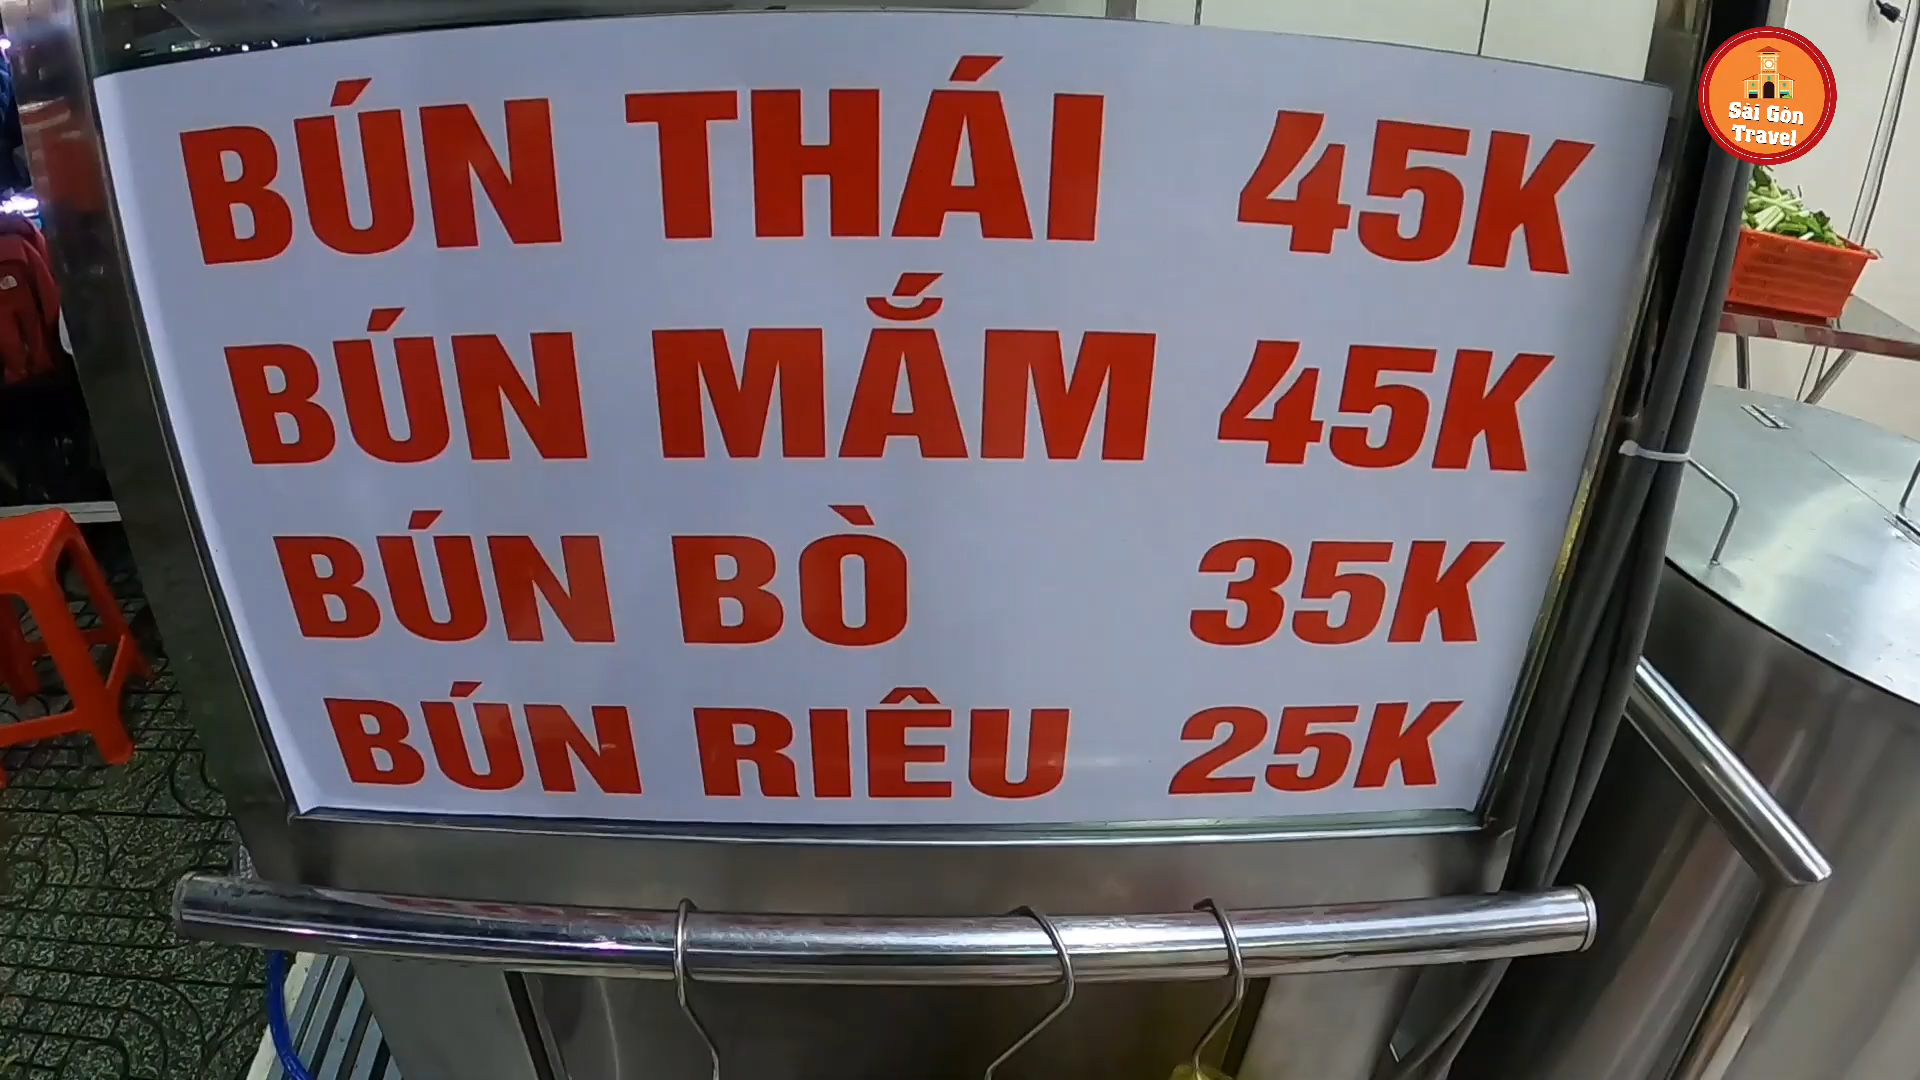 Sài Gòn
Travel
BÚN THÁI 45K
BÚN MẮM 45K
BÚN BÒ 35K
BÚN RIÊU 25K